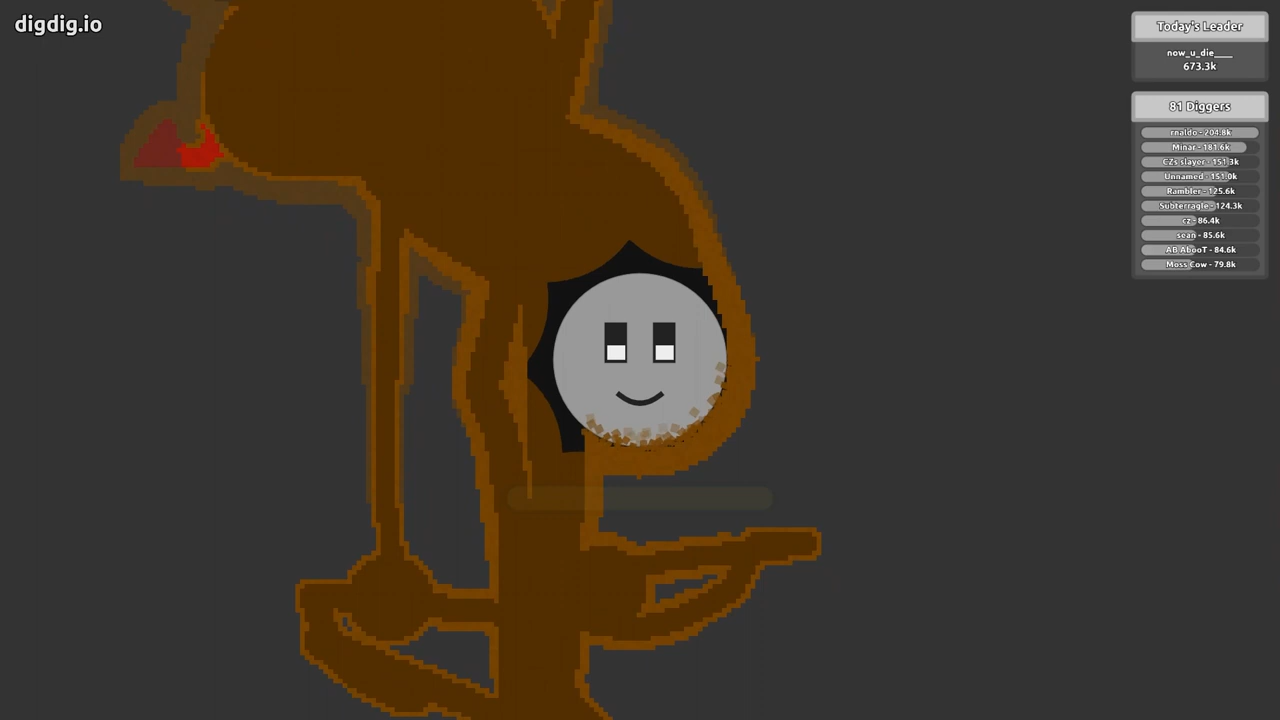 digdig.io
Today's Leader
now_u_die____
673.3k
81 Diggers
rnaldo - 204.8k
Minar - 181.6k
CZs slayer - 151.3k
Unnamed - 151.0k
Rambler - 125.6k
Subterragle - 124.3k
cz - 86.4k
sean - 85.6k
AB AbooT - 84.6k
Moss Cow - 79.8k